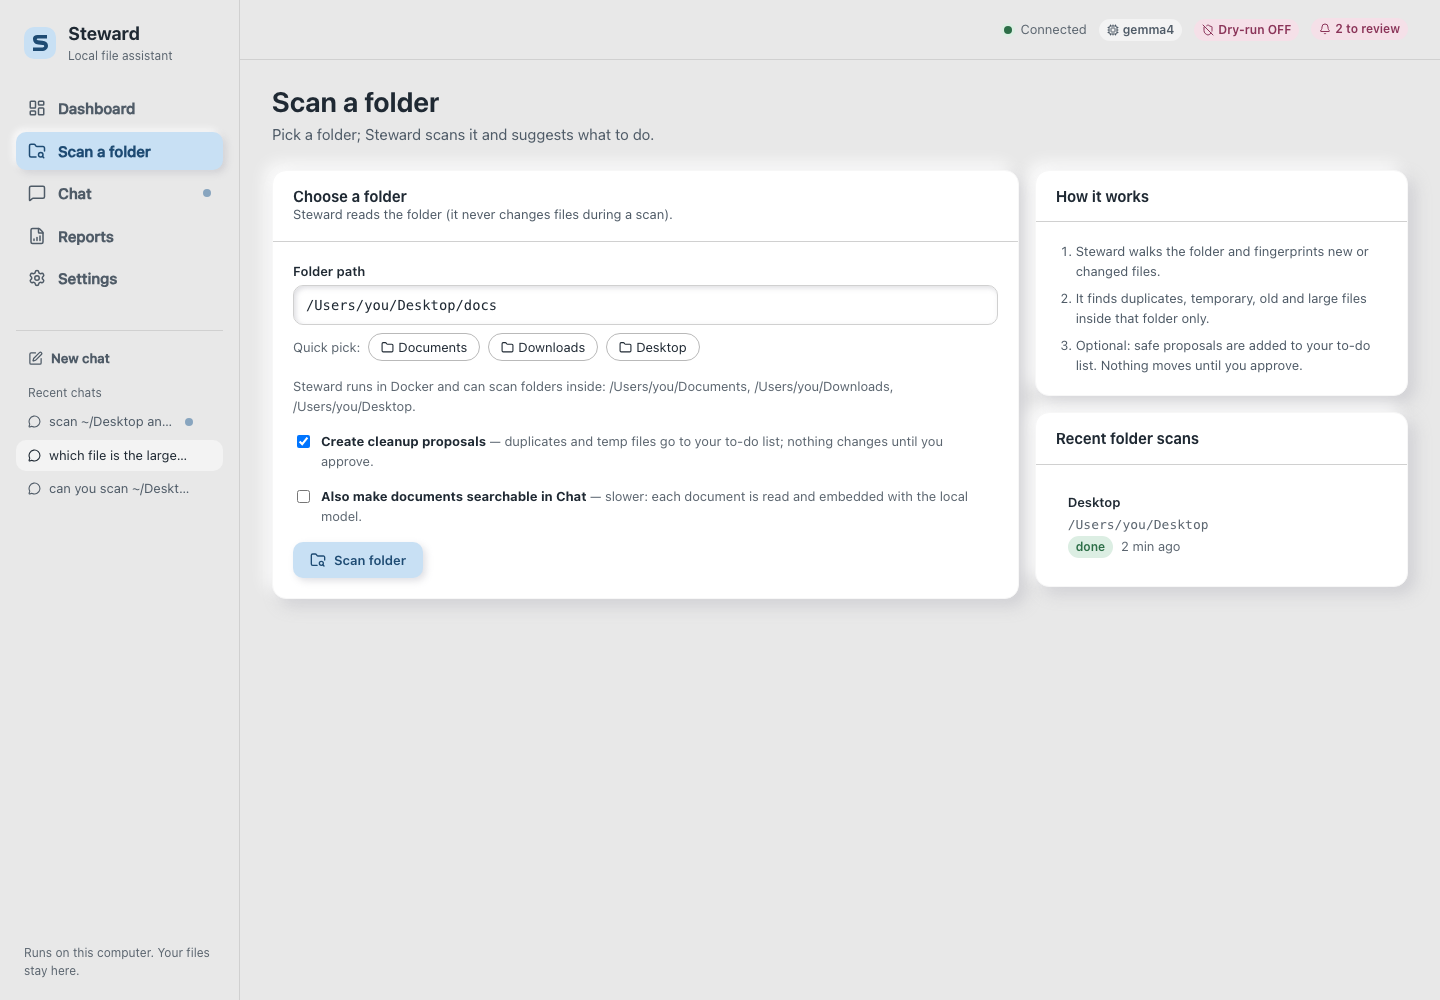 Steward
Local file assistant
Dashboard
Scan a folder
Chat
Reports
Settings
New chat
Recent chats
scan ~/Desktop an...
which file is the large...
can you scan ~/Deskt...
Runs on this computer. Your files
stay here.
Connected
gemma4
Dry-run OFF
2 to review
Scan a folder
Pick a folder; Steward scans it and suggests what to do.
Choose a folder
Steward reads the folder (it never changes files during a scan).
Folder path
/Users/you/Desktop/docs
Quick pick:
Documents
Downloads
Desktop
Steward runs in Docker and can scan folders inside: /Users/you/Documents, /Users/you/Downloads,
/Users/you/Desktop.
Create cleanup proposals — duplicates and temp files go to your to-do list; nothing changes until you
approve.
Also make documents searchable in Chat — slower: each document is read and embedded with the local
model.
Scan folder
How it works
1. Steward walks the folder and fingerprints new or
changed files.
2. It finds duplicates, temporary, old and large files
inside that folder only.
3. Optional: safe proposals are added to your to-do
list. Nothing moves until you approve.
Recent folder scans
Desktop
/Users/you/Desktop
done 2 min ago